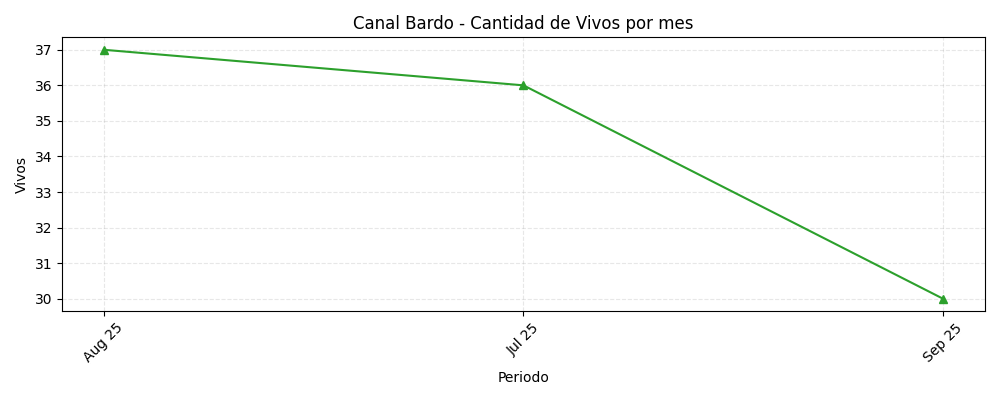 Canal Bardo - Cantidad de Vivos por mes
Vivos
37
36
35
34
33
32
31
30
Aug 25
Jul 25
Sep 25
Periodo